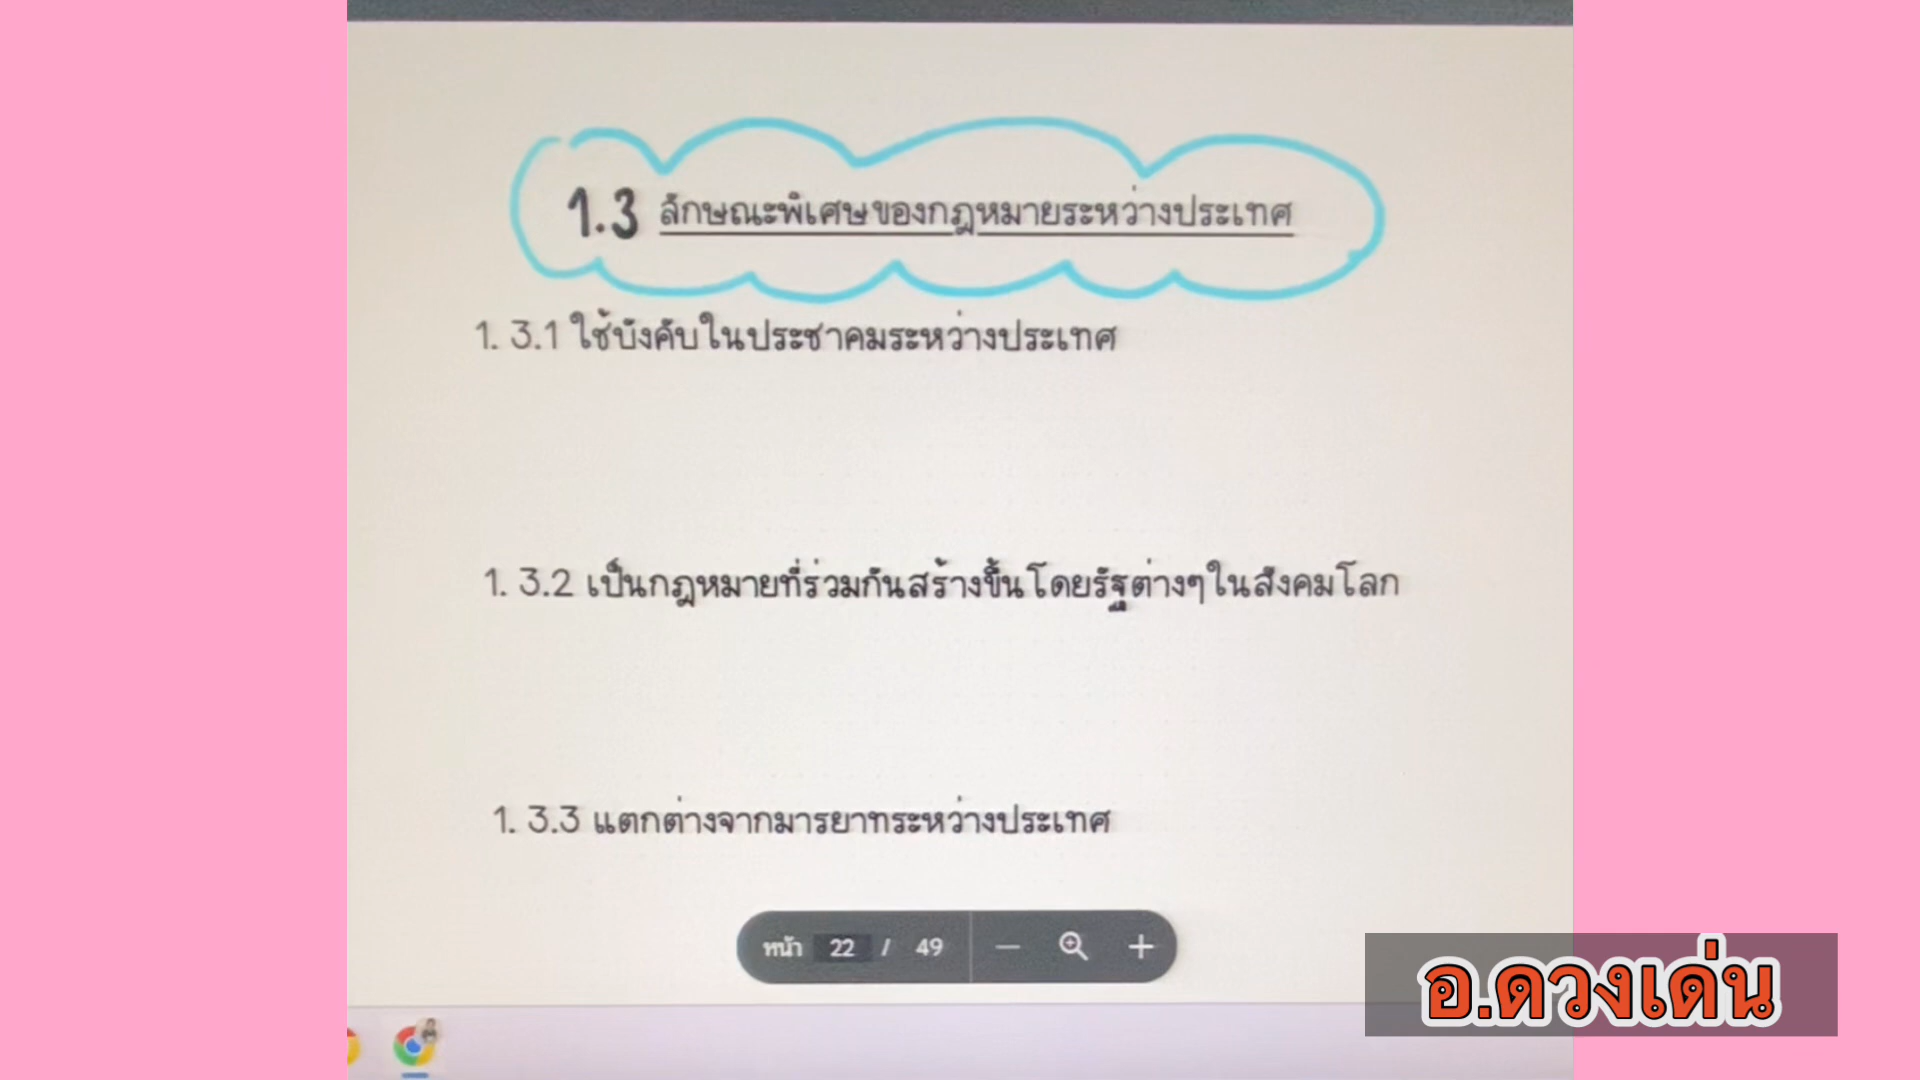 1.3 ลักษณะพิเศษของกฎหมายระหว่างประเทศ
1. 3.1 ใช้บังคับในประชาคมระหว่างประเทศ
1. 3.2 เป็นกฎหมายที่ร่วมกันสร้างขึ้นโดยรัฐต่างๆในสังคมโลก
1. 3.3 แตกต่างจากมารยาทระหว่างประเทศ
หน้า 22 / 49
อ.ดวงเด่น